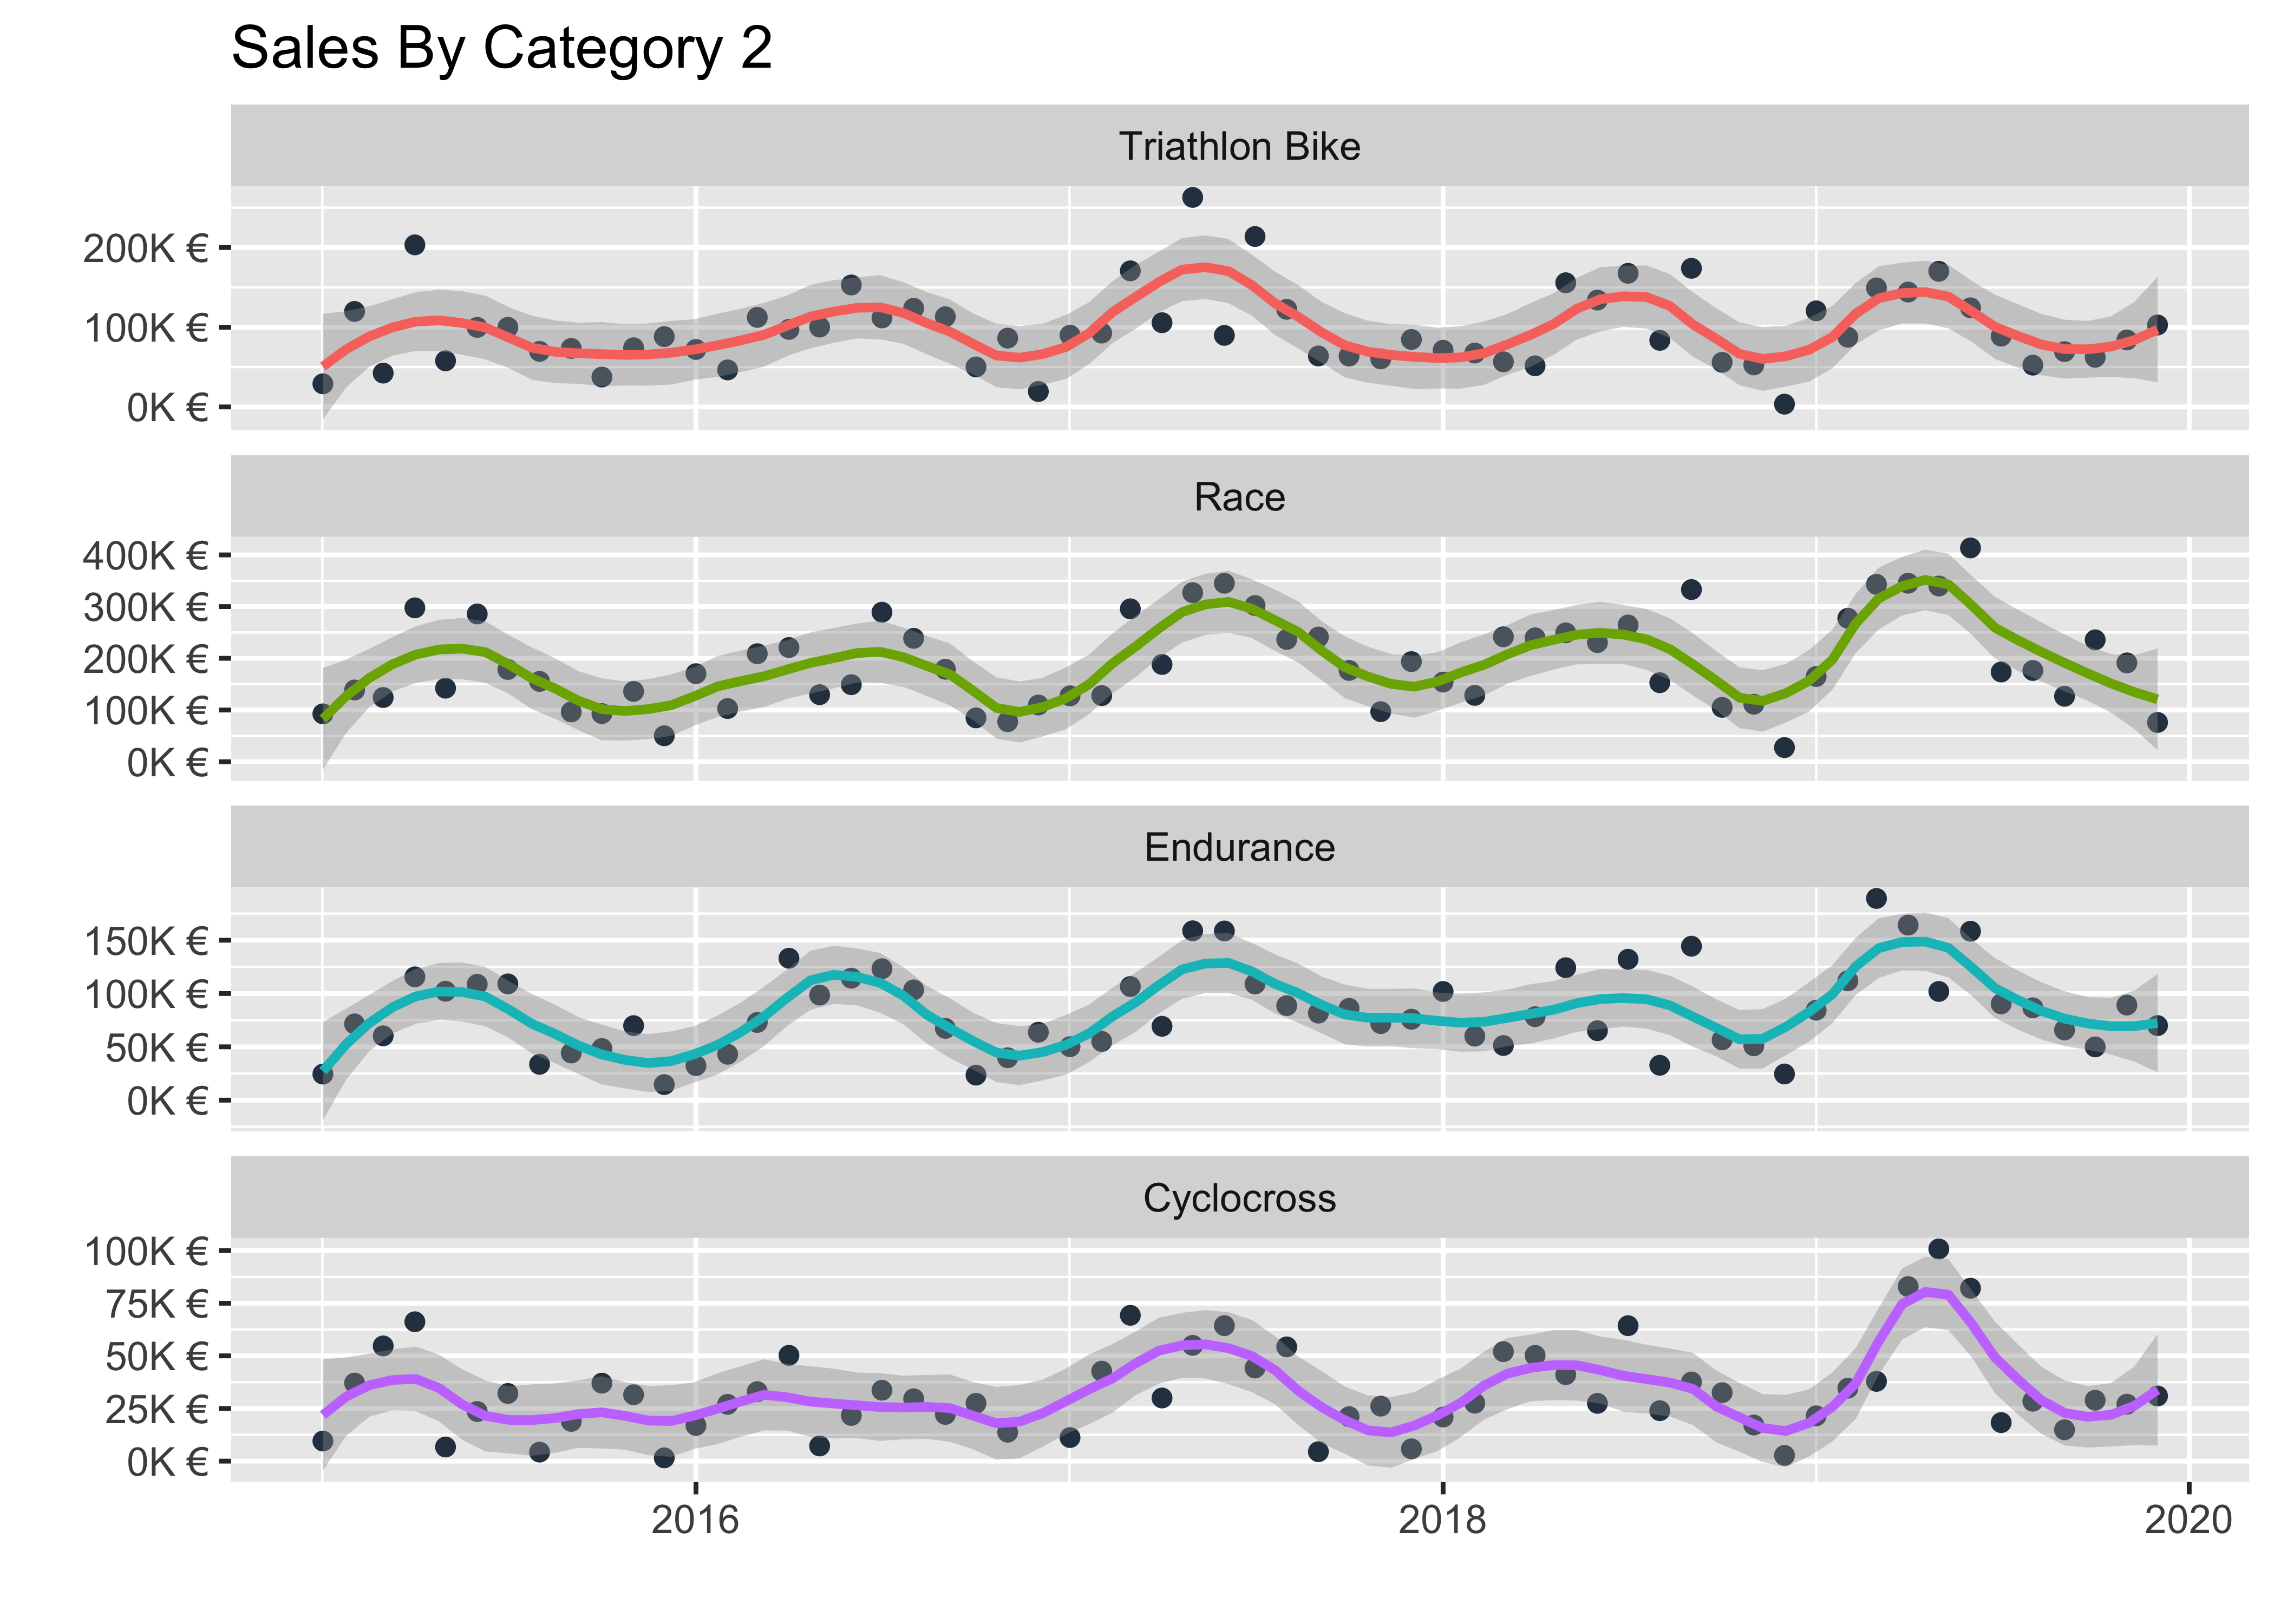 Sales By Category 2
Triathlon Bike
200K €
100K €
0K €
Race
400K €
300K €
200K €
100K €
0K €
Endurance
150K €
100K €
50K €
0K €
Cyclocross
100K €
75K €
50K €
25K €
0K €
2016 2018 2020